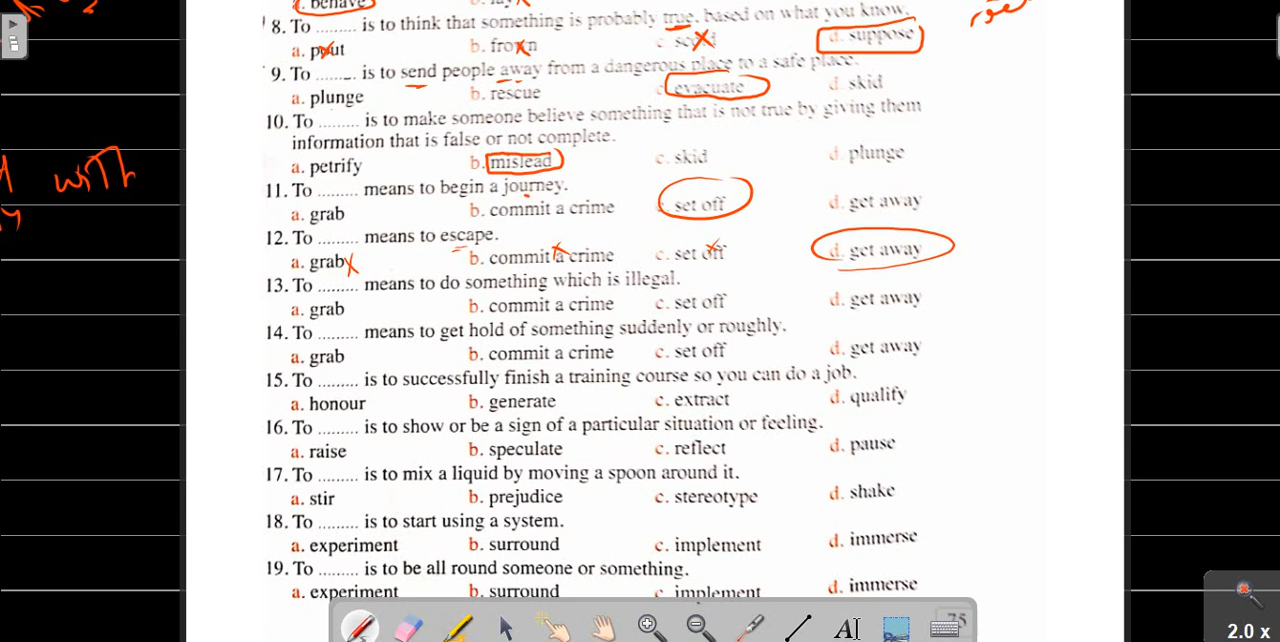 . behave
8. To ......... is to think that something is probably true, based on what you know.
a. pout b. frown c. scold d. suppose
9. To ......... is to send people away from a dangerous place to a safe place.
a. plunge b. rescue c. evacuate d. skid
10. To ......... is to make someone believe something that is not true by giving them
information that is false or not complete.
a. petrify b. mislead c. skid d. plunge
with
11. To ......... means to begin a journey.
a. grab b. commit a crime c. set off d. get away
12. To ......... means to escape.
a. grab b. commit a crime c. set off d. get away
13. To ......... means to do something which is illegal.
a. grab b. commit a crime c. set off d. get away
14. To ......... means to get hold of something suddenly or roughly.
a. grab b. commit a crime c. set off d. get away
15. To ......... is to successfully finish a training course so you can do a job.
a. honour b. generate c. extract d. qualify
16. To ......... is to show or be a sign of a particular situation or feeling.
a. raise b. speculate c. reflect d. pause
17. To ......... is to mix a liquid by moving a spoon around it.
a. stir b. prejudice c. stereotype d. shake
18. To ......... is to start using a system.
a. experiment b. surround c. implement d. immerse
19. To ......... is to be all round someone or something.
a. experiment b. surround c. implement d. immerse
75
2.0 x